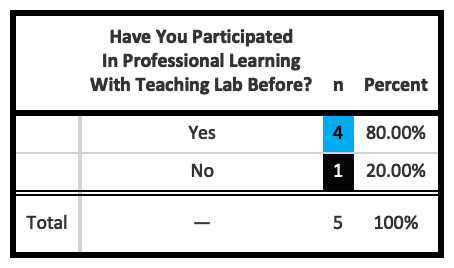 Have You Participated
In Professional Learning
With Teaching Lab Before? n Percent
Yes 4 80.00%
No 1 20.00%
Total — 5 100%